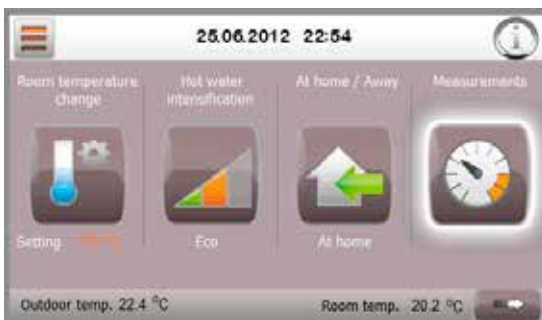 25.06.2012 22:54
Room temperature change
Hot water intensification
At home / Away
Measurements
Setting
Eco
At home
Outdoor temp. 22.4 °C
Room temp. 20.2 °C